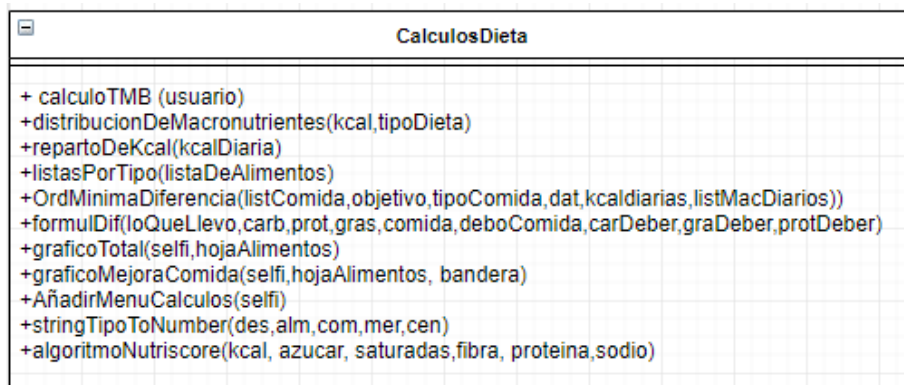 CalculosDieta
+ calculoTMB (usuario)
+distribucionDeMacronutrientes(kcal,tipoDieta)
+repartoDeKcal(kcalDiaria)
+listasPorTipo(listaDeAlimentos)
+OrdMinimaDiferencia(listComida,objetivo,tipoComida,dat,kcaldiarias,listMacDiarios))
+formulDif(loQueLlevo,carb,prot,gras,comida,deboComida,carDeber,graDeber,protDeber)
+graficoTotal(selfi,hojaAlimentos)
+graficoMejoraComida(selfi,hojaAlimentos, bandera)
+AñadirMenuCalculos(selfi)
+stringTipoToNumber(des,alm,com,mer,cen)
+algoritmoNutriscore(kcal, azucar, saturadas,fibra, proteina,sodio)